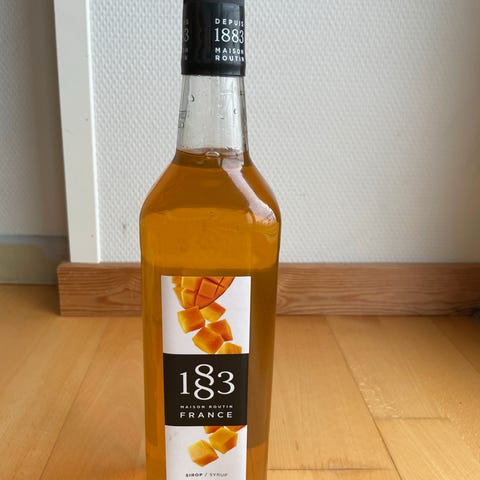 DEPUIS
1883
MAISON
ROUTIN
1883
MAISON ROUTIN
FRANCE
SIROP / SYRUP